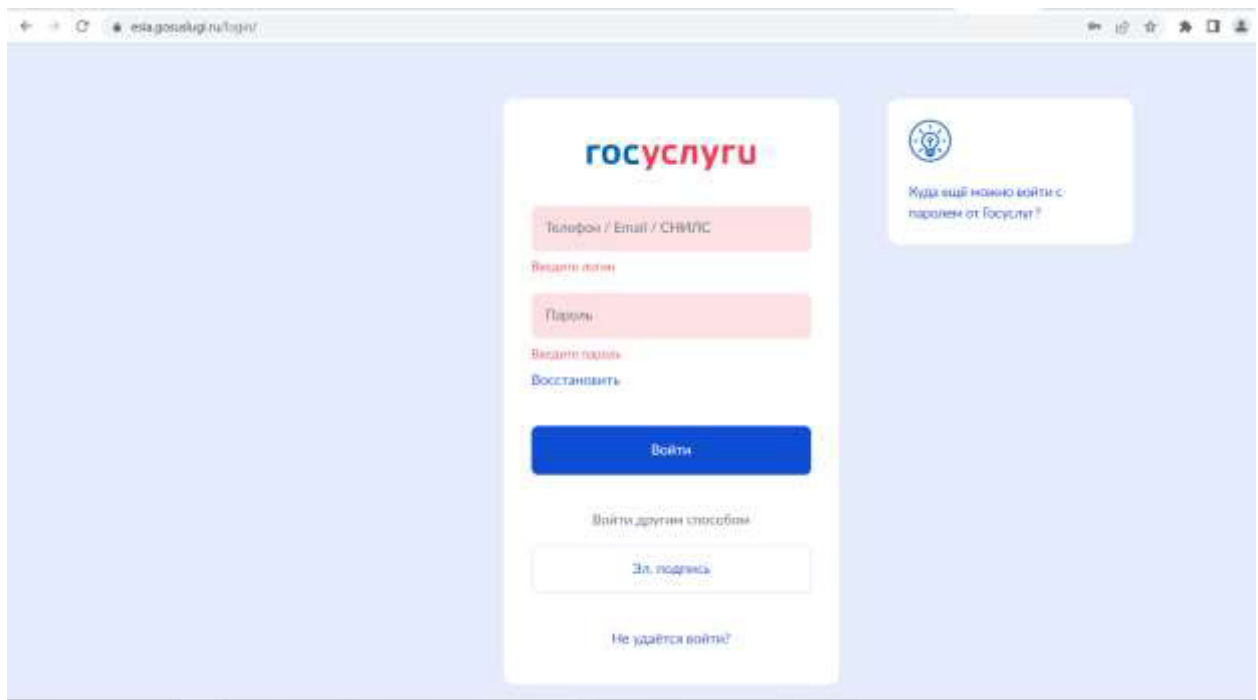 esia.gosuslugi.ru/login/
госуслуги
Куда ещё можно войти с
паролем от Госуслуг?
Телефон / Email / СНИЛС
Введите логин
Пароль
Введите пароль
Восстановить
Войти
Войти другим способом
Эл. подпись
Не удаётся войти?